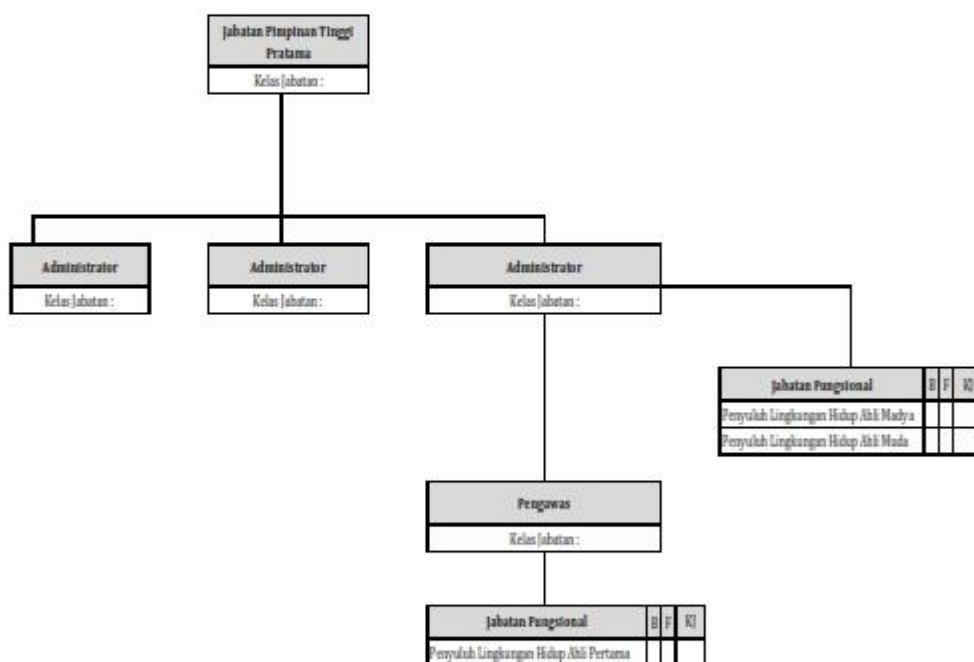 Jabatan Pimpinan Tinggi
Pratama
Kelas Jabatan :
Administrator
Kelas Jabatan :
Administrator
Kelas Jabatan :
Administrator
Kelas Jabatan :
Jabatan Fungsional B F KJ
Penyuluh Lingkungan Hidup Ahli Madya
Penyuluh Lingkungan Hidup Ahli Muda
Pengawas
Kelas Jabatan :
Jabatan Fungsional B F KJ
Penyuluh Lingkungan Hidup Ahli Pertama